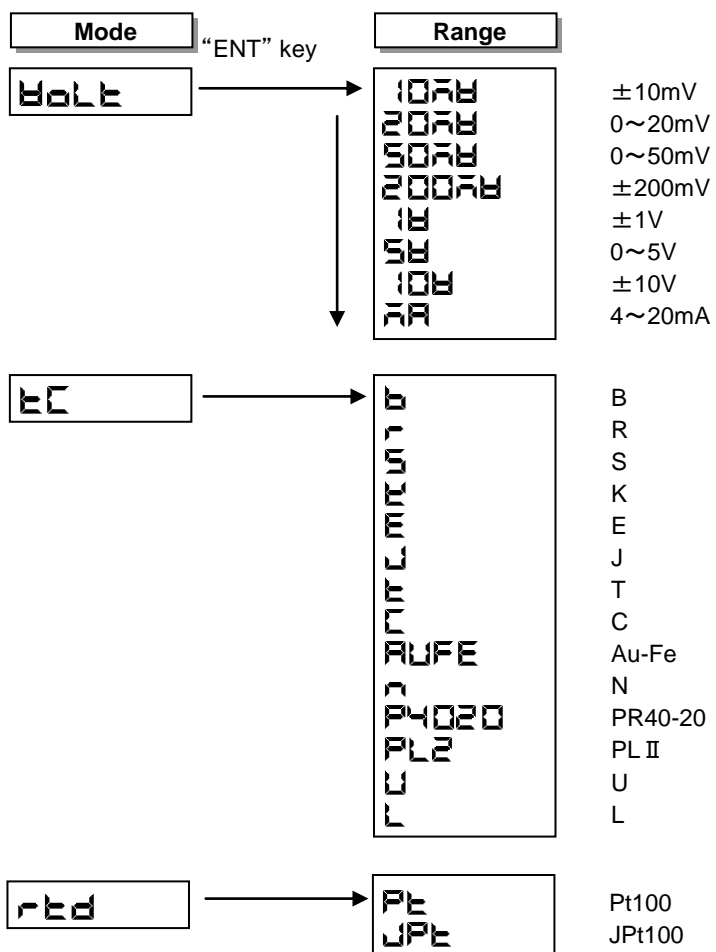 Mode Range
“ENT” key
VoLt 10mV ±10mV
20mV 0～20mV
50mV 0～50mV
200mV ±200mV
1V ±1V
5V 0～5V
10V ±10V
mA 4～20mA
tC b B
r R
S S
K K
E E
J J
t T
C C
AUFE Au-Fe
n N
P4020 PR40-20
PL2 PLⅡ
U U
L L
rtd Pt Pt100
JPt JPt100